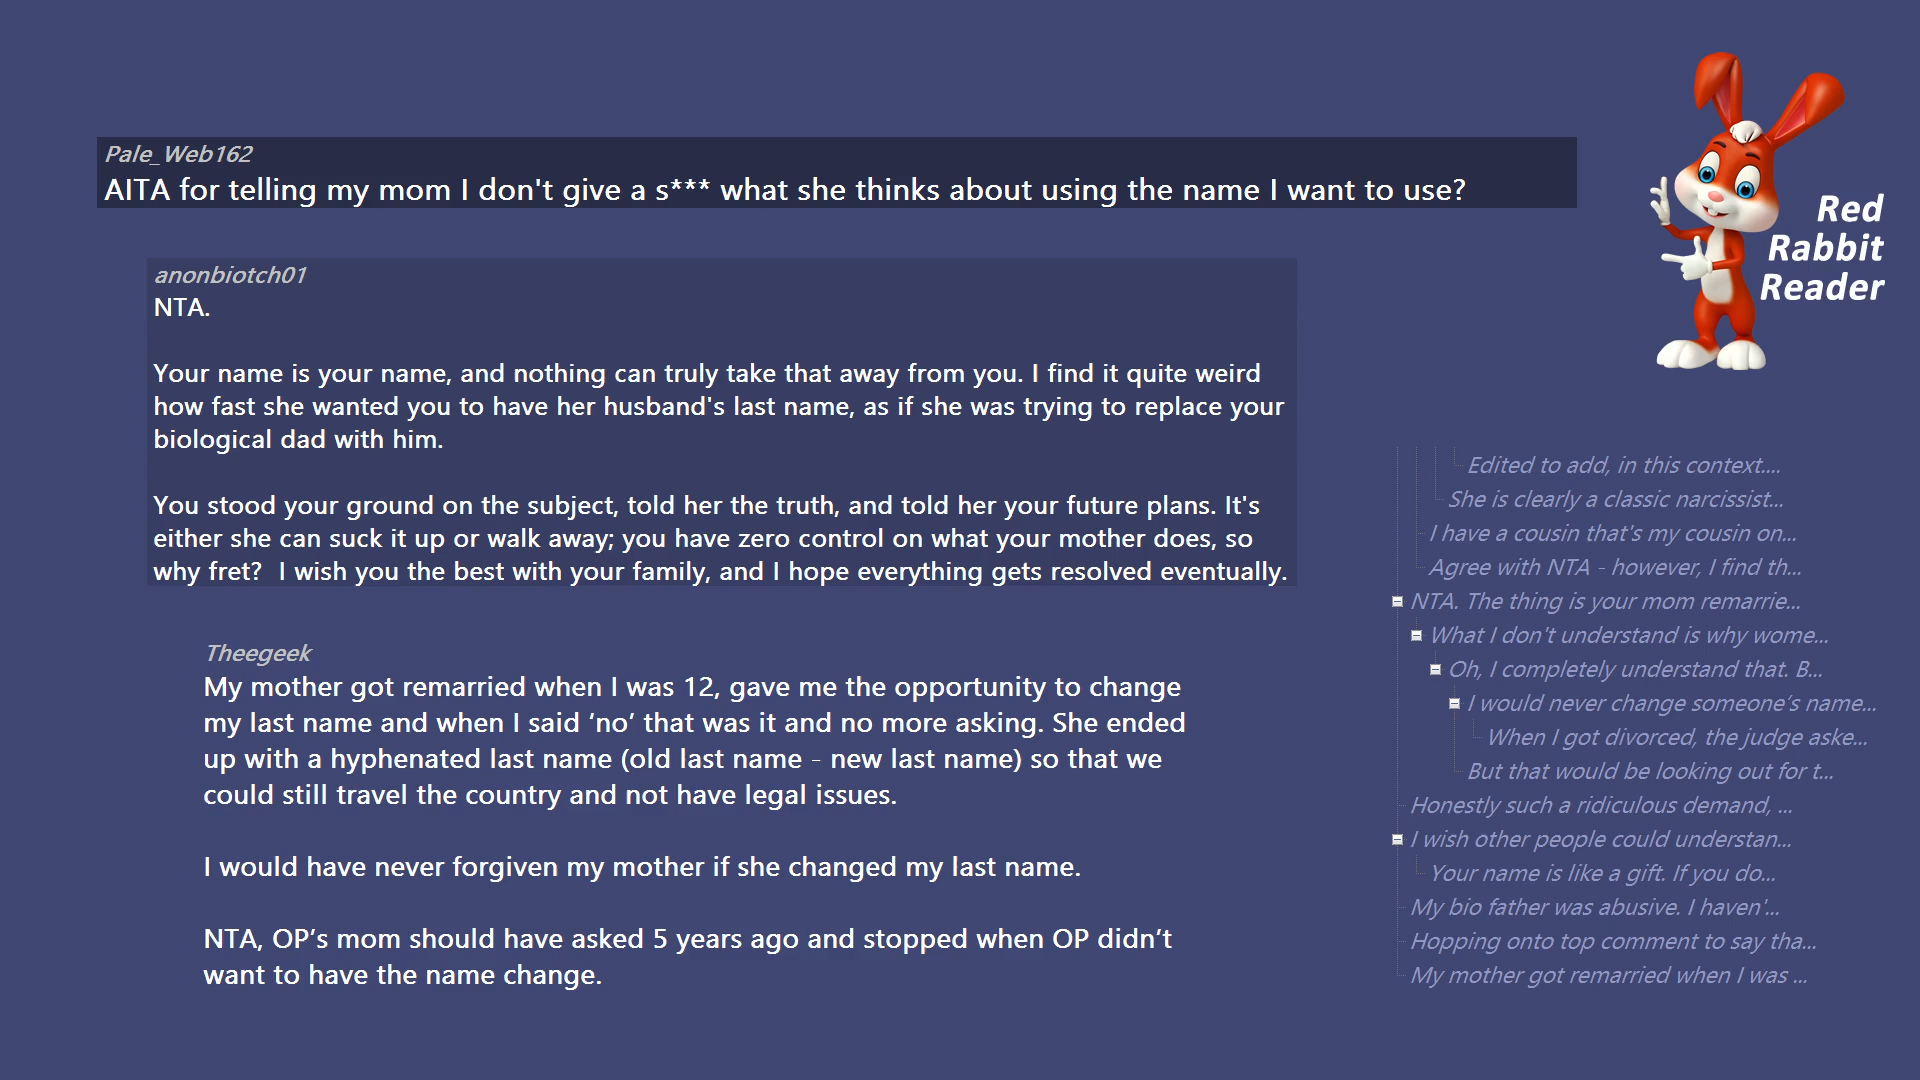 Pale_Web162
AITA for telling my mom I don't give a s*** what she thinks about using the name I want to use?
anonbiotch01
NTA.
Your name is your name, and nothing can truly take that away from you. I find it quite weird
how fast she wanted you to have her husband's last name, as if she was trying to replace your
biological dad with him.
You stood your ground on the subject, told her the truth, and told her your future plans. It's
either she can suck it up or walk away; you have zero control on what your mother does, so
why fret?  I wish you the best with your family, and I hope everything gets resolved eventually.
Theegeek
My mother got remarried when I was 12, gave me the opportunity to change
my last name and when I said ‘no’ that was it and no more asking. She ended
up with a hyphenated last name (old last name - new last name) so that we
could still travel the country and not have legal issues.
I would have never forgiven my mother if she changed my last name.
NTA, OP’s mom should have asked 5 years ago and stopped when OP didn’t
want to have the name change.
Red
Rabbit
Reader
Edited to add, in this context....
She is clearly a classic narcissist...
I have a cousin that's my cousin on...
Agree with NTA - however, I find th...
NTA. The thing is your mom remarrie...
What I don't understand is why wome...
Oh, I completely understand that. B...
I would never change someone’s name...
When I got divorced, the judge aske...
But that would be looking out for t...
Honestly such a ridiculous demand, ...
I wish other people could understan...
Your name is like a gift. If you do...
My bio father was abusive. I haven'...
Hopping onto top comment to say tha...
My mother got remarried when I was ...